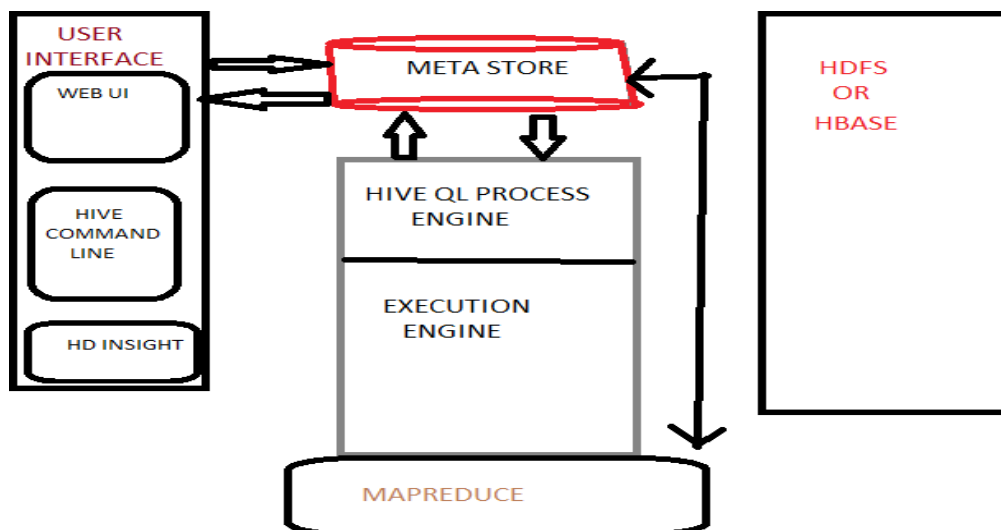 USER
INTERFACE
WEB UI
HIVE
COMMAND
LINE
HD INSIGHT
META STORE
HIVE QL PROCESS
ENGINE
EXECUTION
ENGINE
MAPREDUCE
HDFS
OR
HBASE